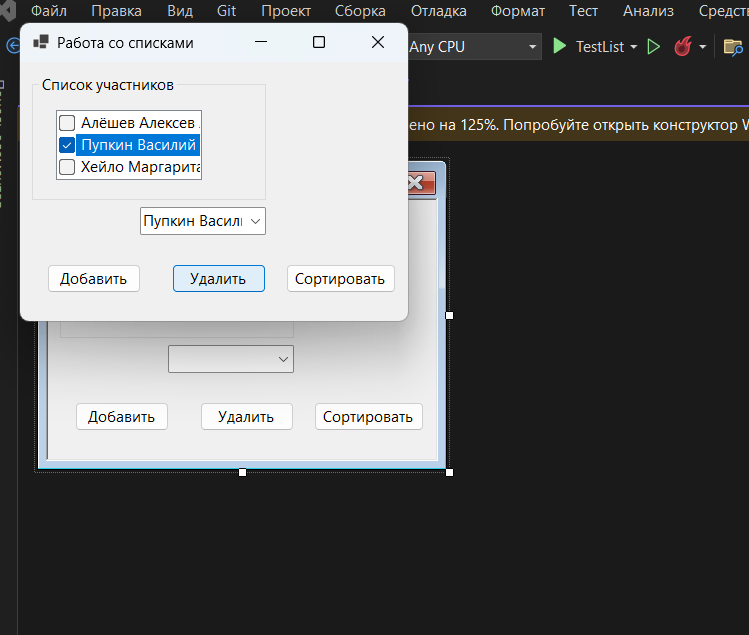 Файл Правка Вид Git Проект Сборка Отладка Формат Тест Анализ Средст
Работа со списками
Any CPU
TestList
Список участников
ено на 125%. Попробуйте открыть конструктор W
Алёшев Алексев
Пупкин Василий
Хейло Маргарита
Пупкин Васил
Добавить Удалить Сортировать
Добавить Удалить Сортировать